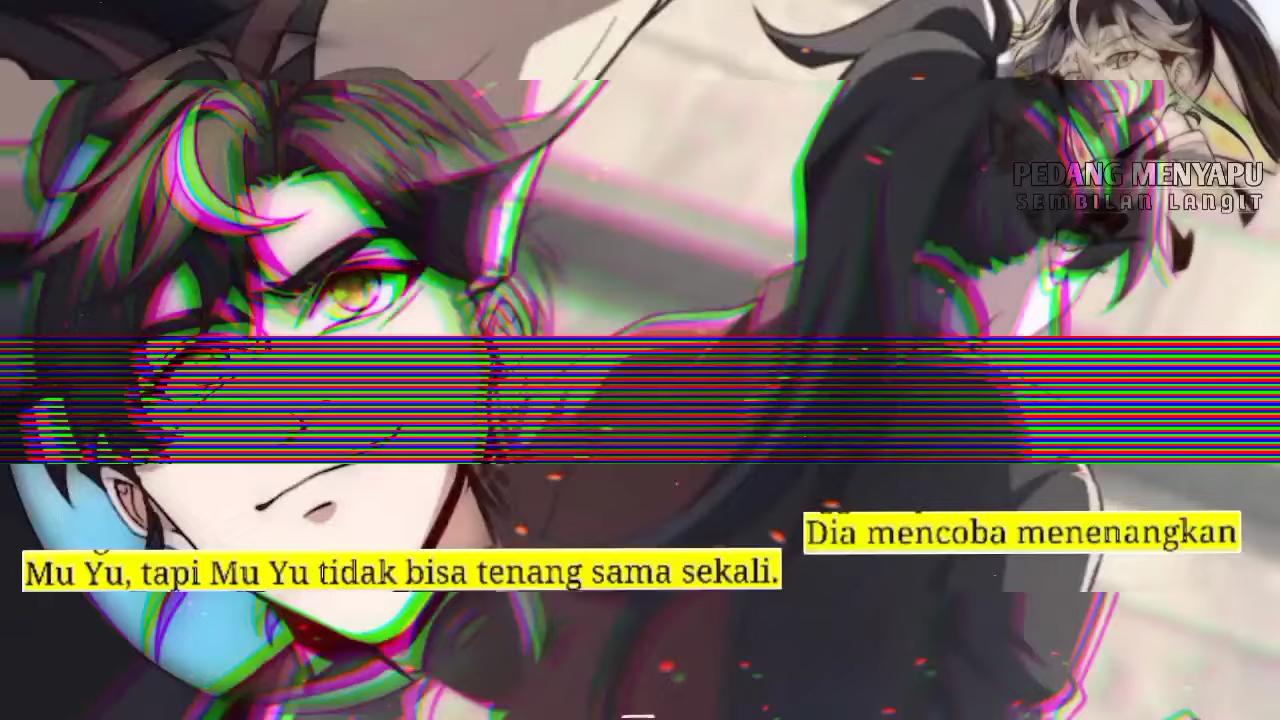 PEDANG MENYAPU
SEMBILAN LANGIT
Dia mencoba menenangkan
Mu Yu, tapi Mu Yu tidak bisa tenang sama sekali.